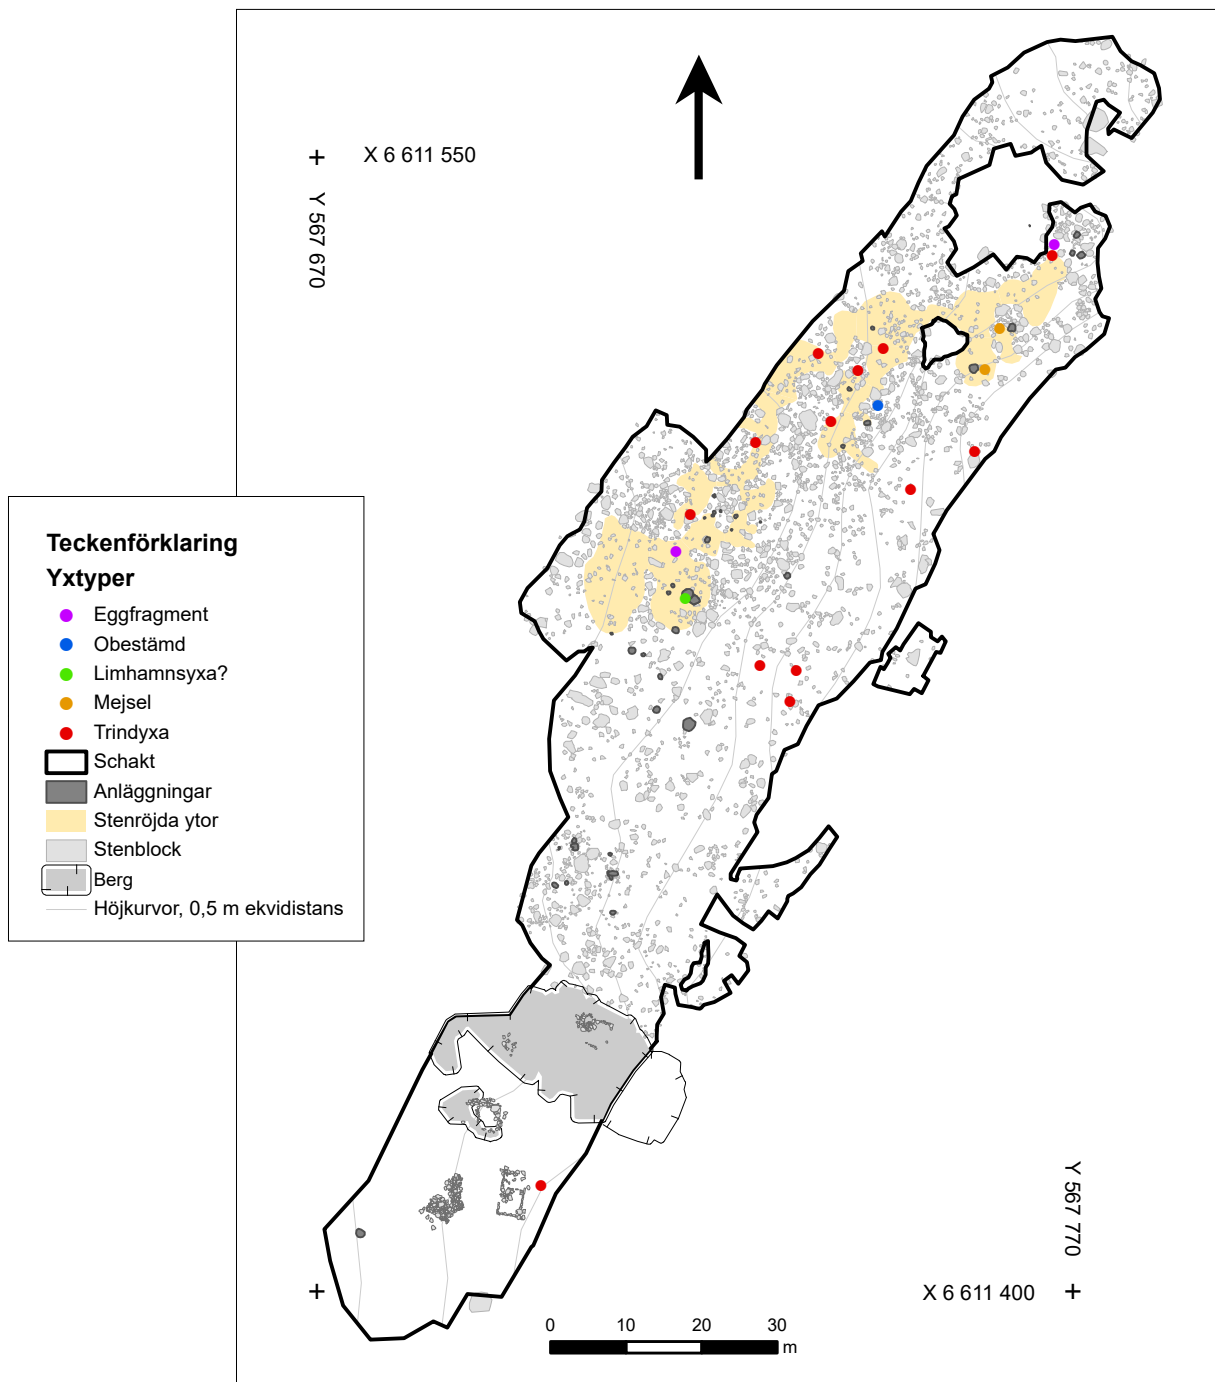 X 6 611 550
Y 567 670
Teckenförklaring
Yxtyper
Eggfragment
Obestämd
Limhamnsyxa?
Mejsel
Trindyxa
Schakt
Anläggningar
Stenröjda ytor
Stenblock
Berg
Höjkurvor, 0,5 m ekvidistans
Y 567 770
X 6 611 400
0 10 20 30
m